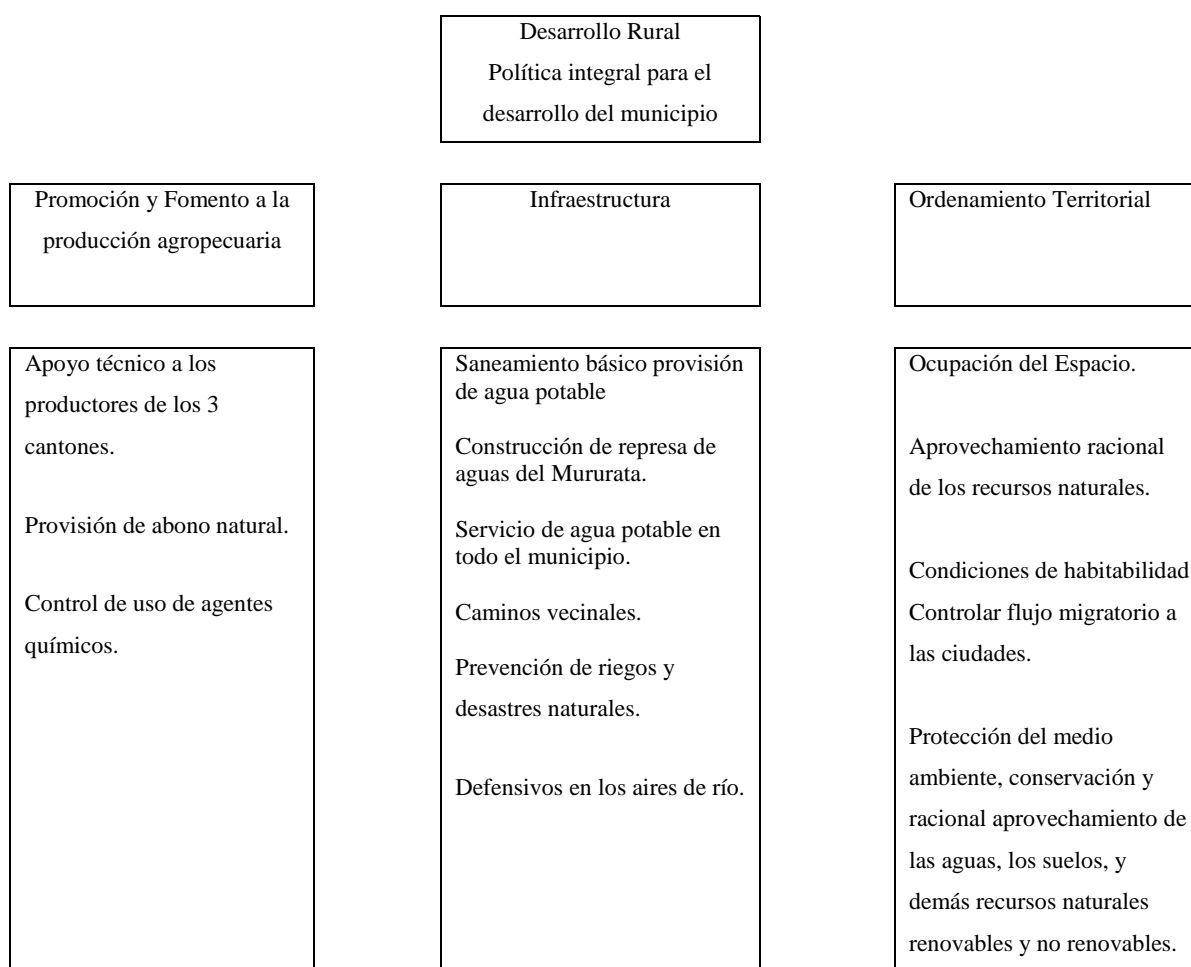 Desarrollo Rural
Política integral para el
desarrollo del municipio
Promoción y Fomento a la
producción agropecuaria
Infraestructura
Ordenamiento Territorial
Apoyo técnico a los
productores de los 3
cantones.
Provisión de abono natural.
Control de uso de agentes
químicos.
Saneamiento básico provisión
de agua potable
Construcción de represa de
aguas del Mururata.
Servicio de agua potable en
todo el municipio.
Caminos vecinales.
Prevención de riegos y
desastres naturales.
Defensivos en los aires de río.
Ocupación del Espacio.
Aprovechamiento racional
de los recursos naturales.
Condiciones de habitabilidad
Controlar flujo migratorio a
las ciudades.
Protección del medio
ambiente, conservación y
racional aprovechamiento de
las aguas, los suelos, y
demás recursos naturales
renovables y no renovables.